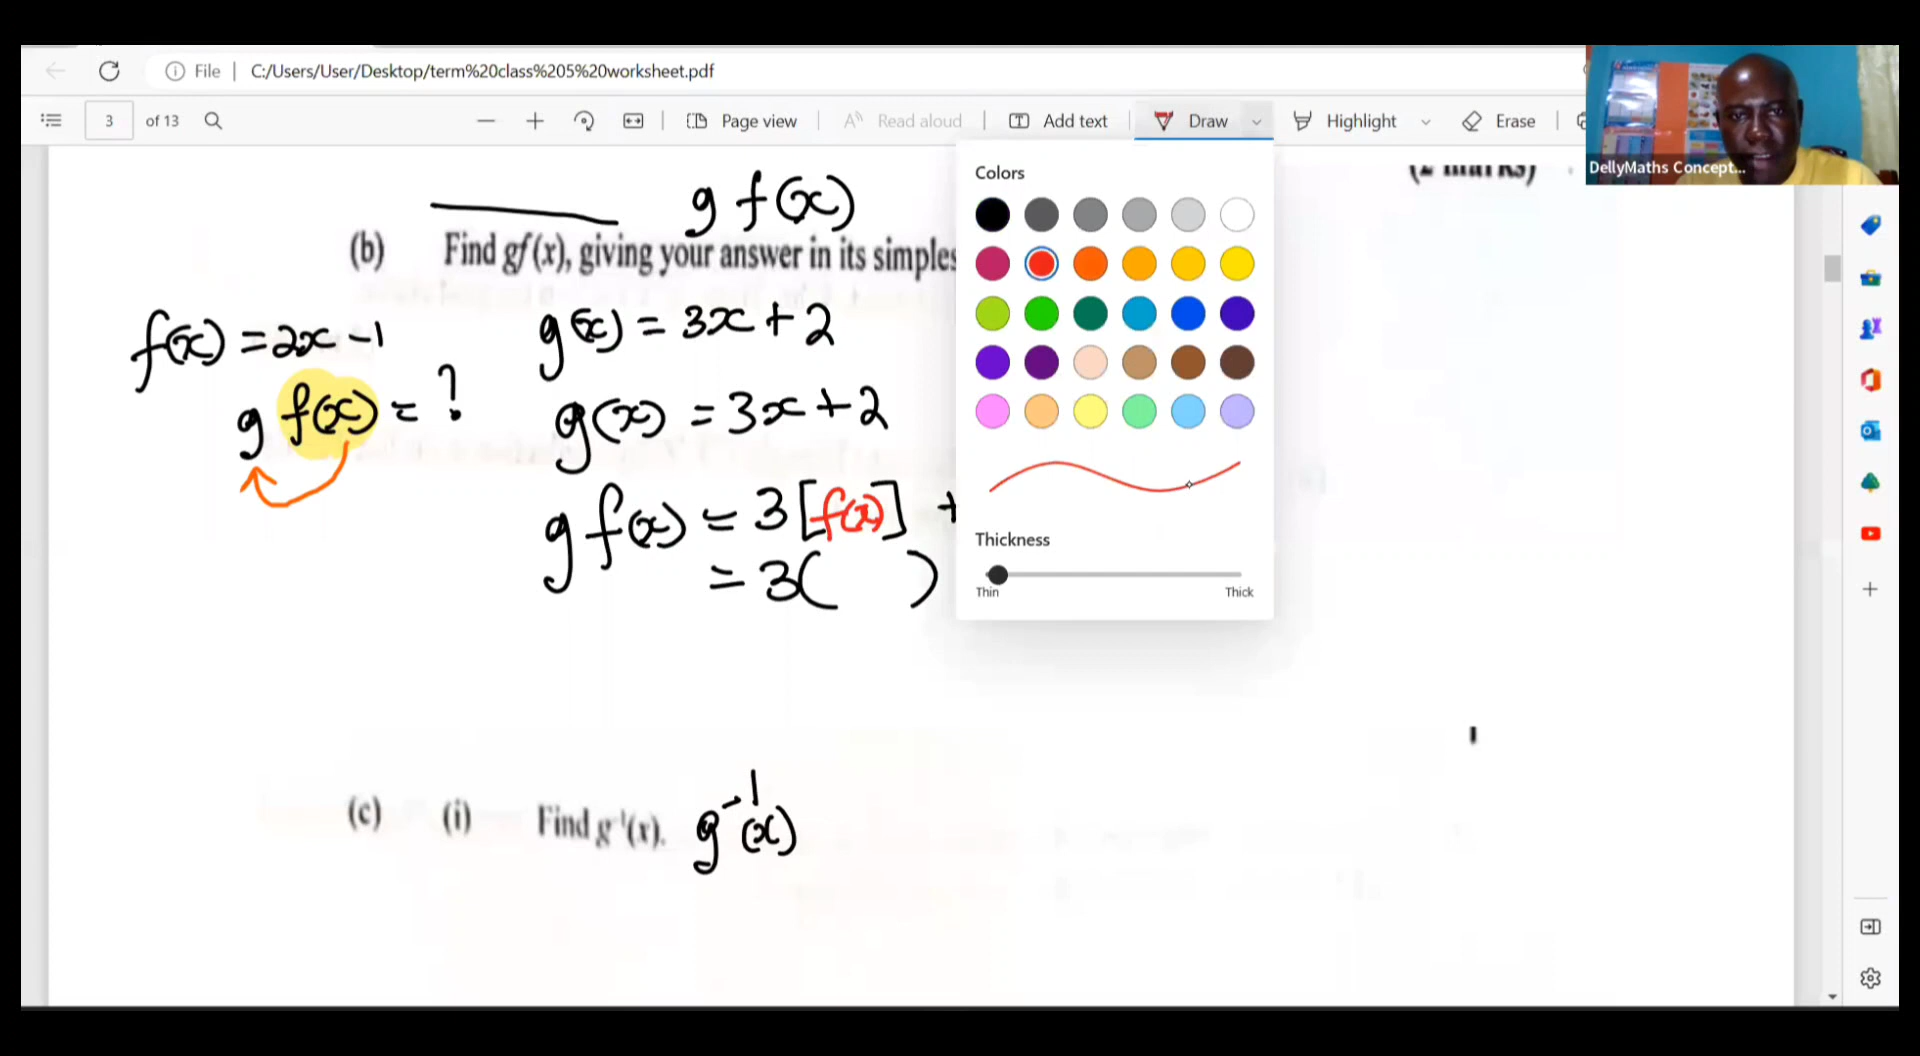 File | C:/Users/User/Desktop/term%20class%205%20worksheet.pdf
3 of 13 Page view Read aloud Add text Draw Highlight Erase
DellyMaths Concept...
(2 marks)
g f(x)
(b) Find gf(x), giving your answer in its
f(x) = 2x - 1
g(x) = 3x + 2
g f(x) = ?
g(x) = 3x + 2
g f(x) = 3[f(x)] +
= 3( )
Colors
Thickness
Thin Thick
(c) (i) Find g⁻¹(x). g⁻¹(x)